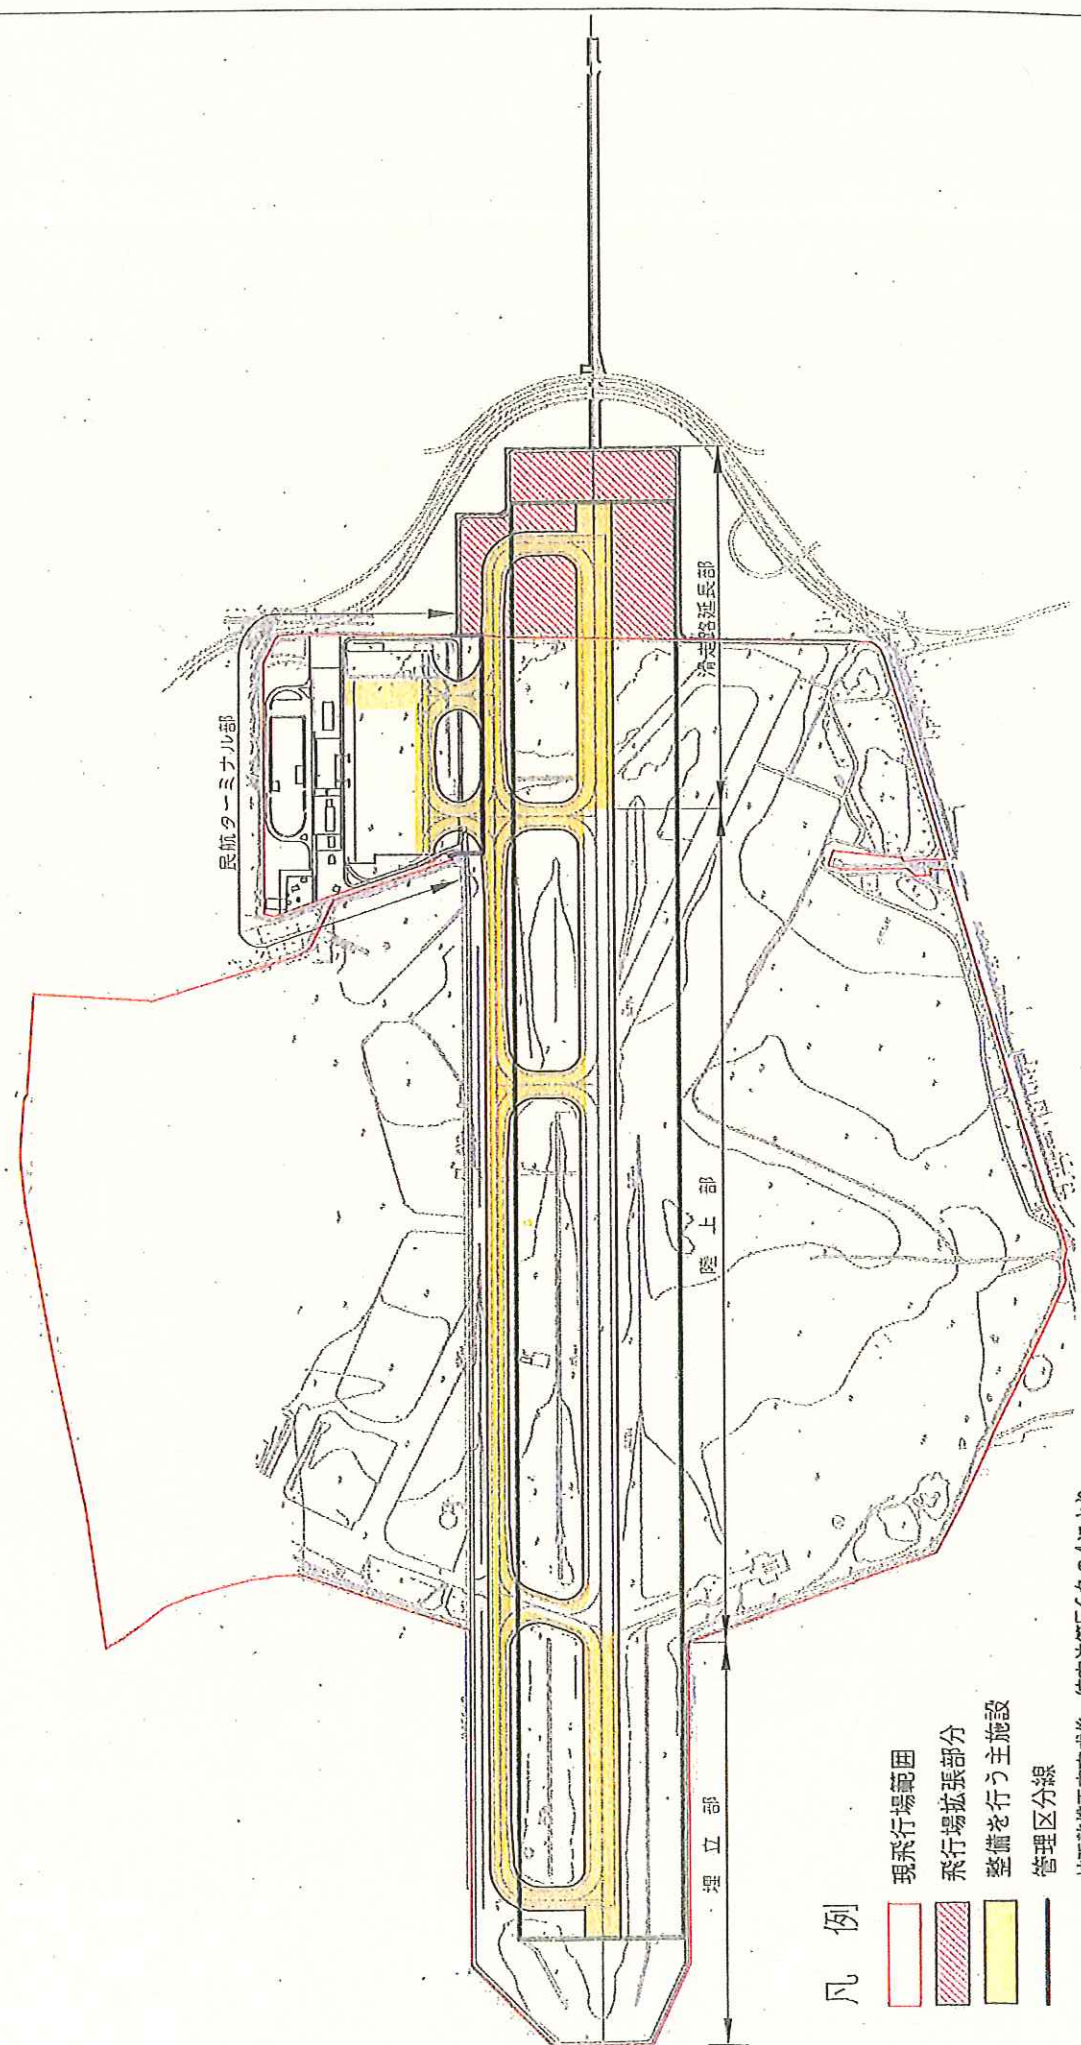 民航ターミナル部
滑走路延長部
陸上部
埋立部
凡例
現飛行場範囲
飛行場拡張部分
整備を行う主施設
管理区分線